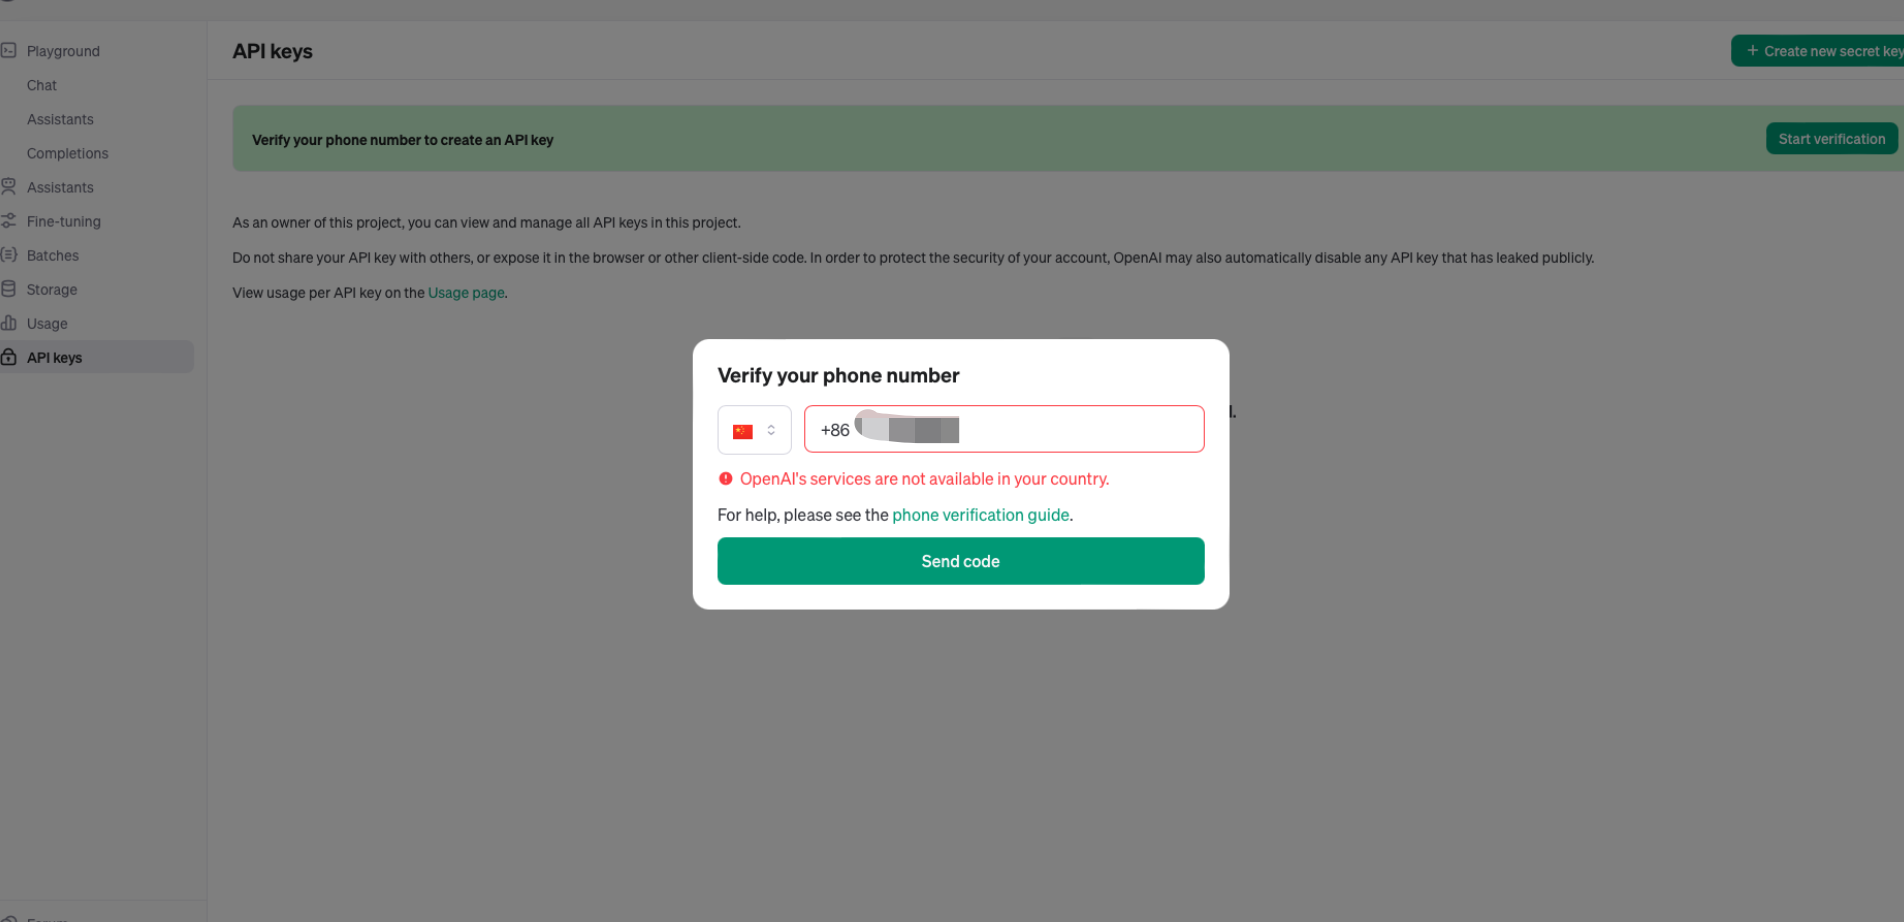 Playground
Chat
Assistants
Completions
Assistants
Fine-tuning
Batches
Storage
Usage
API keys
API keys
+ Create new secret key
Verify your phone number to create an API key
Start verification
As an owner of this project, you can view and manage all API keys in this project.
Do not share your API key with others, or expose it in the browser or other client-side code. In order to protect the security of your account, OpenAI may also automatically disable any API key that has leaked publicly.
View usage per API key on the Usage page.
Verify your phone number
+86
OpenAI's services are not available in your country.
For help, please see the phone verification guide.
Send code